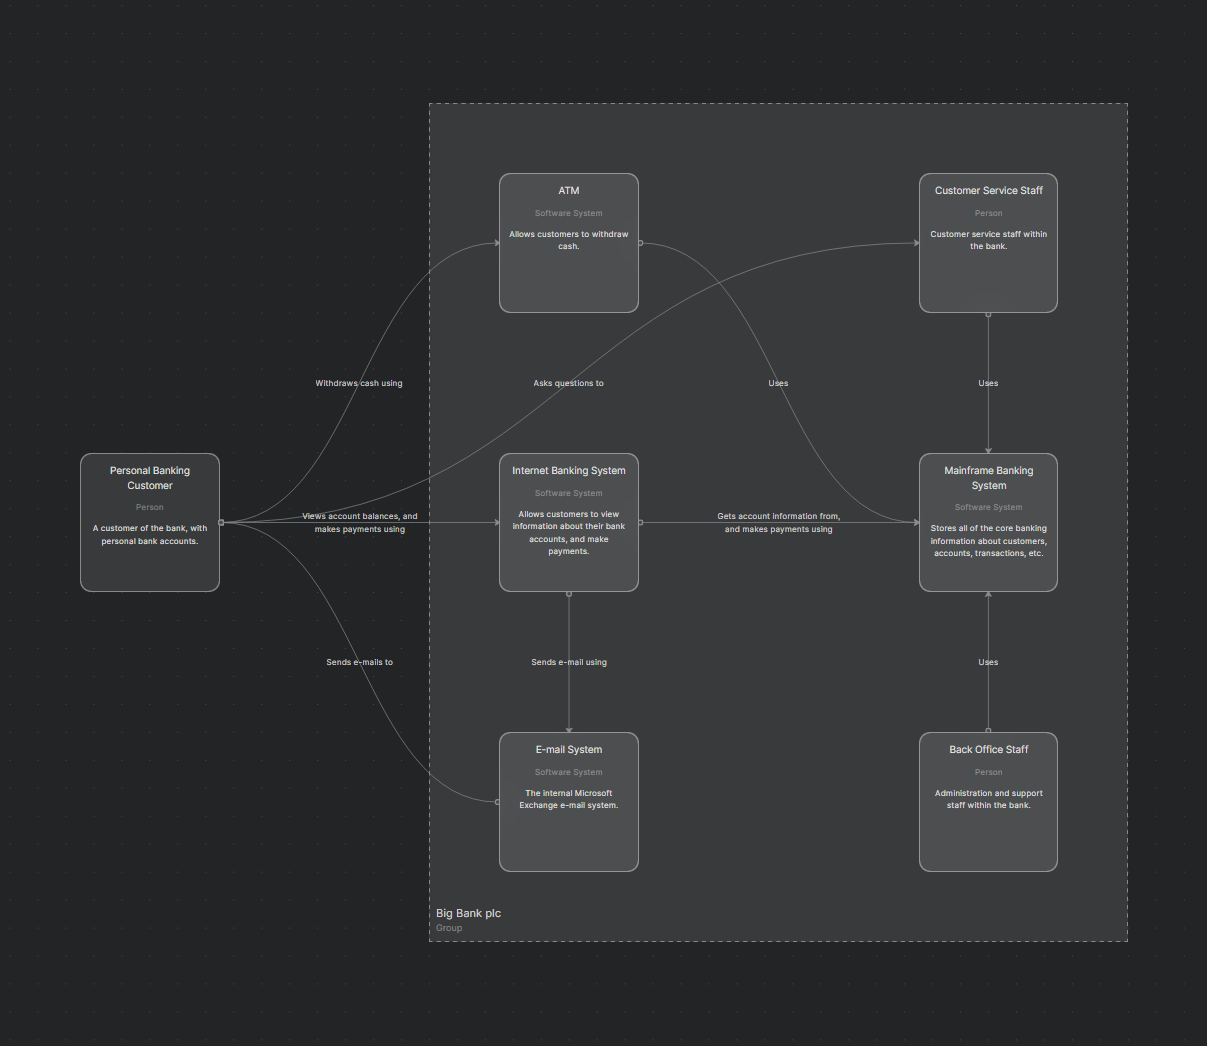 ATM
Software System
Allows customers to withdraw
cash.
Customer Service Staff
Person
Customer service staff within
the bank.
Withdraws cash using
Asks questions to
Uses
Uses
Personal Banking
Customer
Person
A customer of the bank, with
personal bank accounts.
Views account balances, and
makes payments using
Internet Banking System
Software System
Allows customers to view
information about their bank
accounts, and make
payments.
Gets account information from,
and makes payments using
Mainframe Banking
System
Software System
Stores all of the core banking
information about customers,
accounts, transactions, etc.
Sends e-mails to
Sends e-mail using
Uses
E-mail System
Software System
The internal Microsoft
Exchange e-mail system.
Back Office Staff
Person
Administration and support
staff within the bank.
Big Bank plc
Group